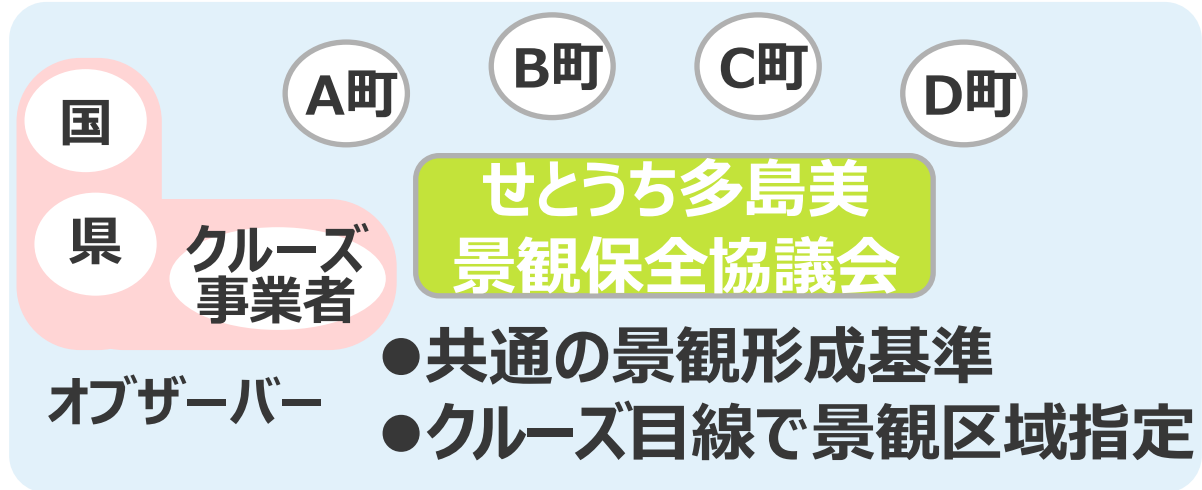 A町
B町
C町
D町
国
県
クルーズ
事業者
オブザーバー
せとうち多島美
景観保全協議会
●共通の景観形成基準
●クルーズ目線で景観区域指定